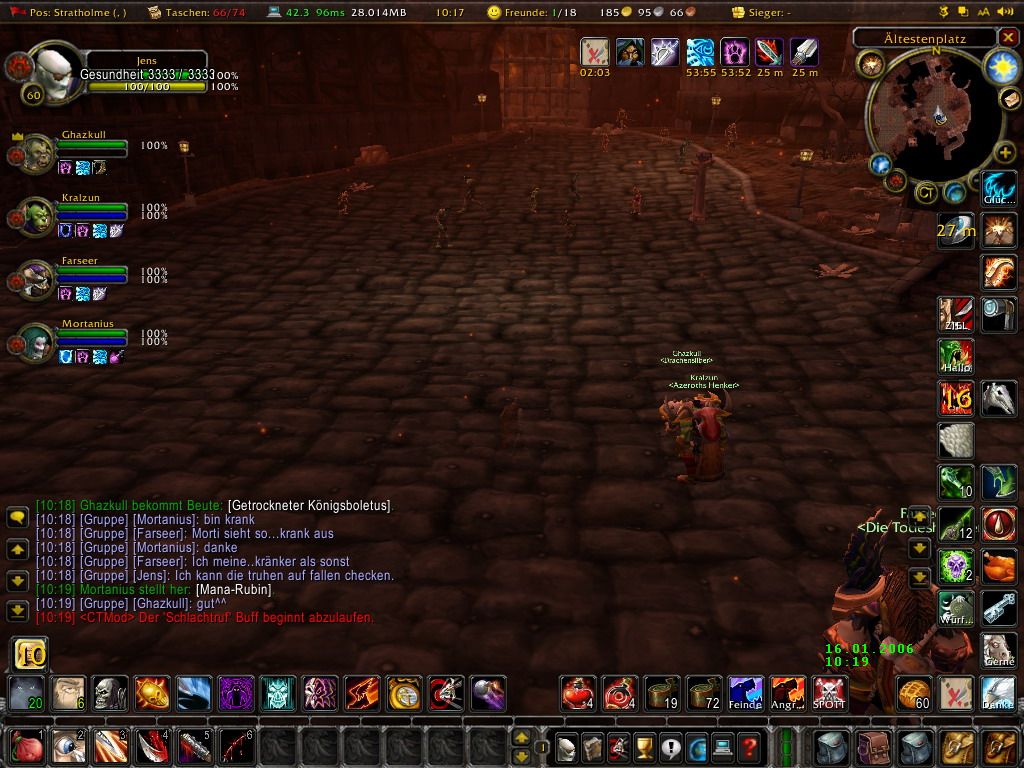 Pos: Stratholme (, )
Taschen: 66/74
42.3 96ms 28.014MB
10:17
Freunde: 1/18
185 95 66
Sieger: -
Jens
Gesundheit 3333 / 3333 100%
100/100 100%
60
Ghazkull
100%
Kralzun
100%
100%
Farseer
100%
100%
Mortanius
100%
100%
02:03
53:55 53:52 25 m 25 m
Ältestenplatz
N
CT
27 m
ZIEL
Hallo
16
10
12
2
Würf...
Gerne
Ghazkull
<Drachensilber>
Kralzun
<Azeroths Henker>
[10:18] Ghazkull bekommt Beute: [Getrockneter Königsboletus].
[10:18] [Gruppe] [Mortanius]: bin krank
[10:18] [Gruppe] [Farseer]: Morti sieht so...krank aus
[10:18] [Gruppe] [Mortanius]: danke
[10:18] [Gruppe] [Farseer]: Ich meine..kränker als sonst
[10:18] [Gruppe] [Jens]: Ich kann die truhen auf fallen checken.
[10:19] Mortanius stellt her: [Mana-Rubin].
[10:19] [Gruppe] [Ghazkull]: gut^^
[10:19] <CTMod> Der 'Schlachtruf' Buff beginnt abzulaufen.
16.01.2006
10:19
10
20 6
4 4 19 72 Feinde Angr... SPOTT 60 Danke
2 3 4 5 6
1